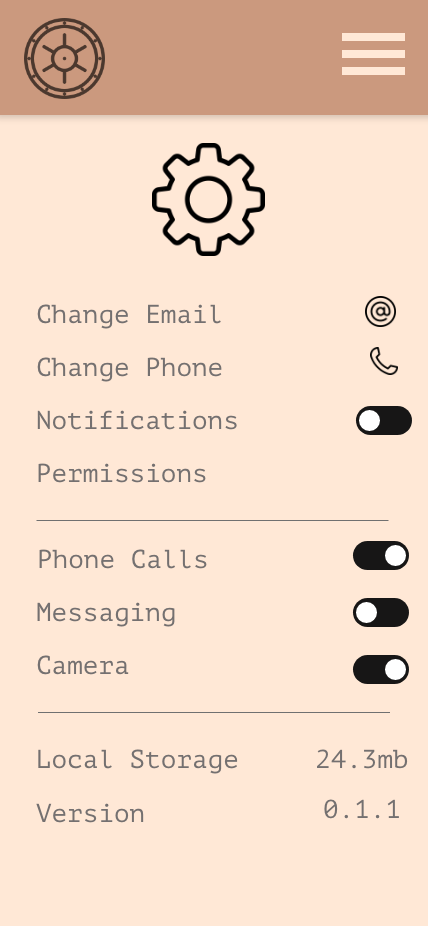 Change Email
Change Phone
Notifications
Permissions
Phone Calls
Messaging
Camera
Local Storage 24.3mb
Version 0.1.1